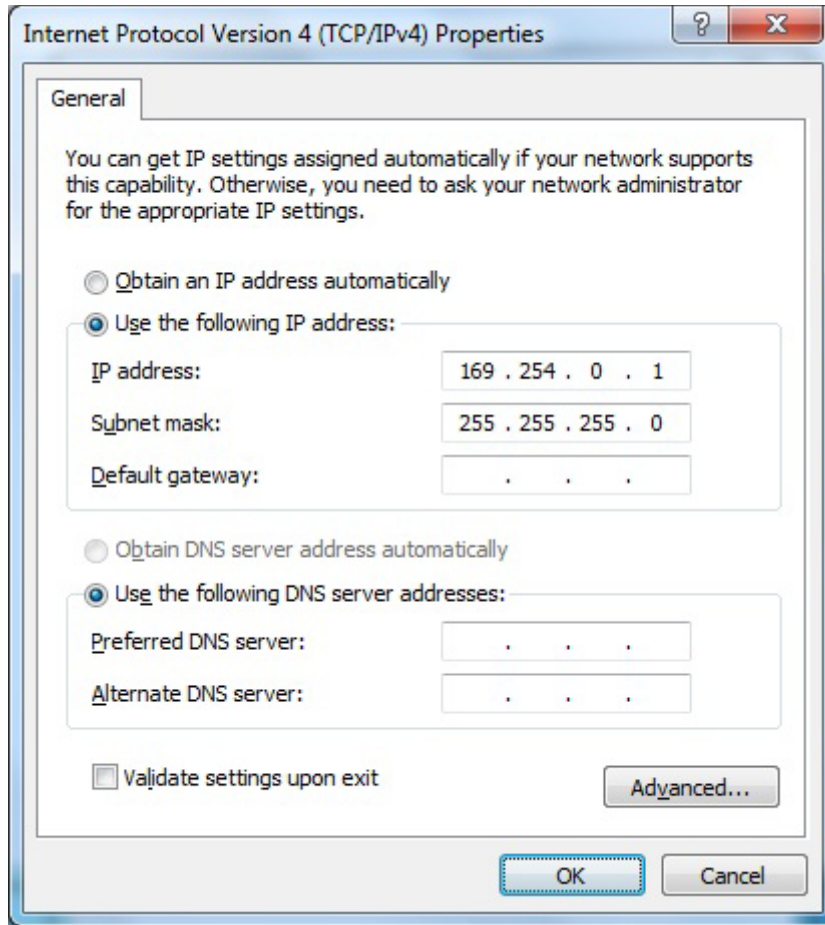 Internet Protocol Version 4 (TCP/IPv4) Properties
?
X
General
You can get IP settings assigned automatically if your network supports
this capability. Otherwise, you need to ask your network administrator
for the appropriate IP settings.
Obtain an IP address automatically
Use the following IP address:
IP address: 169 . 254 . 0 . 1
Subnet mask: 255 . 255 . 255 . 0
Default gateway: . . .
Obtain DNS server address automatically
Use the following DNS server addresses:
Preferred DNS server: . . .
Alternate DNS server: . . .
Validate settings upon exit
Advanced...
OK Cancel